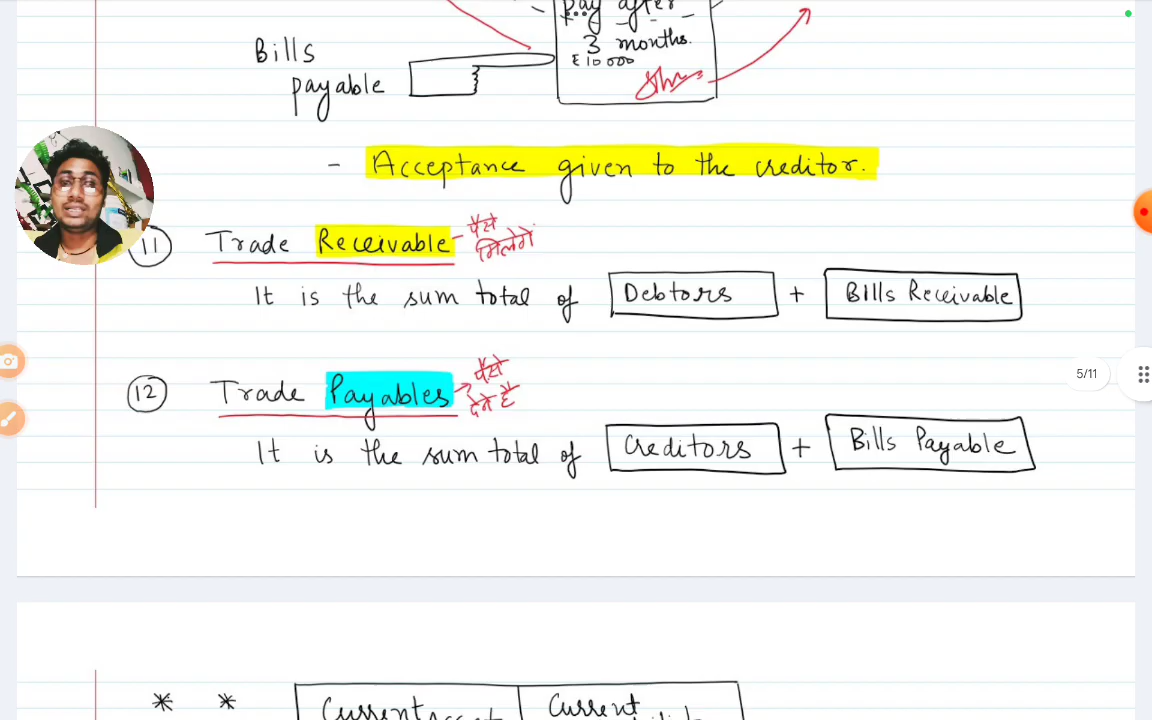 pay after
3 months.
₹10000
Bills
payable
- Acceptance given to the creditor.
11 Trade Receivable - पैसे
मिलेगें
It is the sum total of Debtors + Bills Receivable
5/11
12 Trade Payables → पैसे
देने है
It is the sum total of Creditors + Bills Payable
* * Current Current